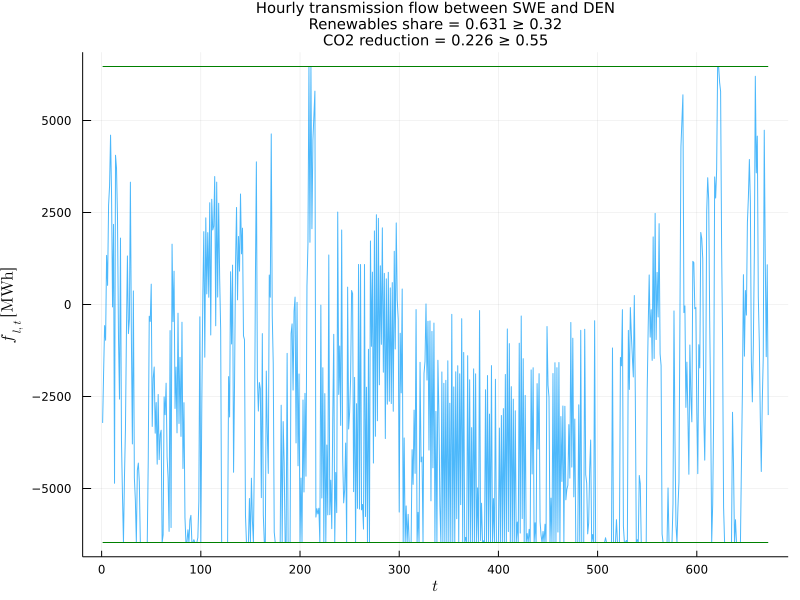 Hourly transmission flow between SWE and DEN
Renewables share = 0.631 ≥ 0.32
CO2 reduction = 0.226 ≥ 0.55
5000
2500
0
−2500
−5000
f_{l,t} [MWh]
0 100 200 300 400 500 600
t